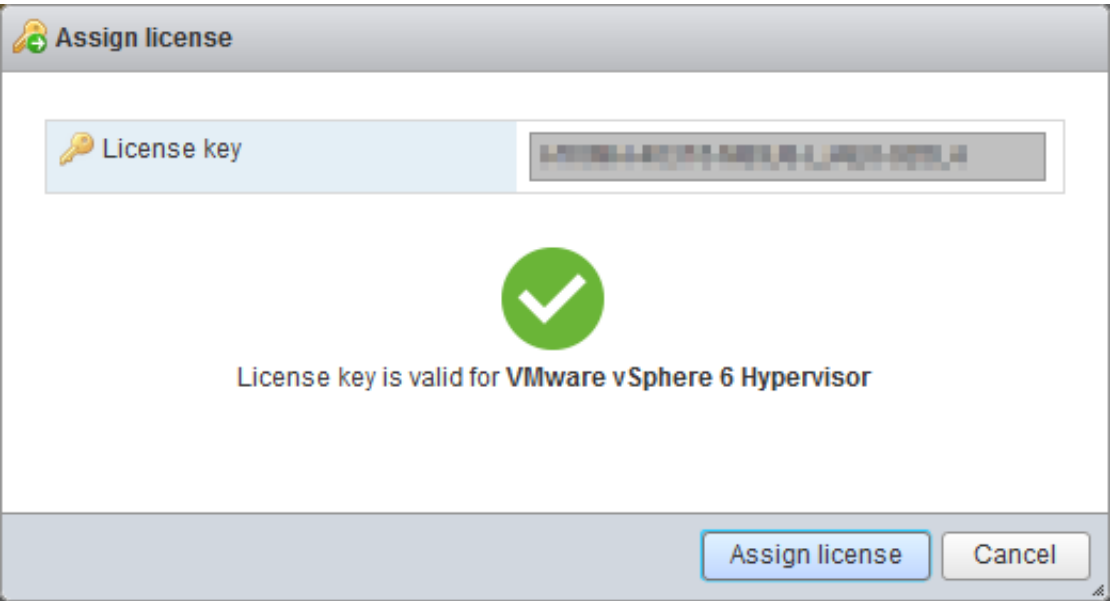 Assign license
License key
License key is valid for VMware vSphere 6 Hypervisor
Assign license
Cancel